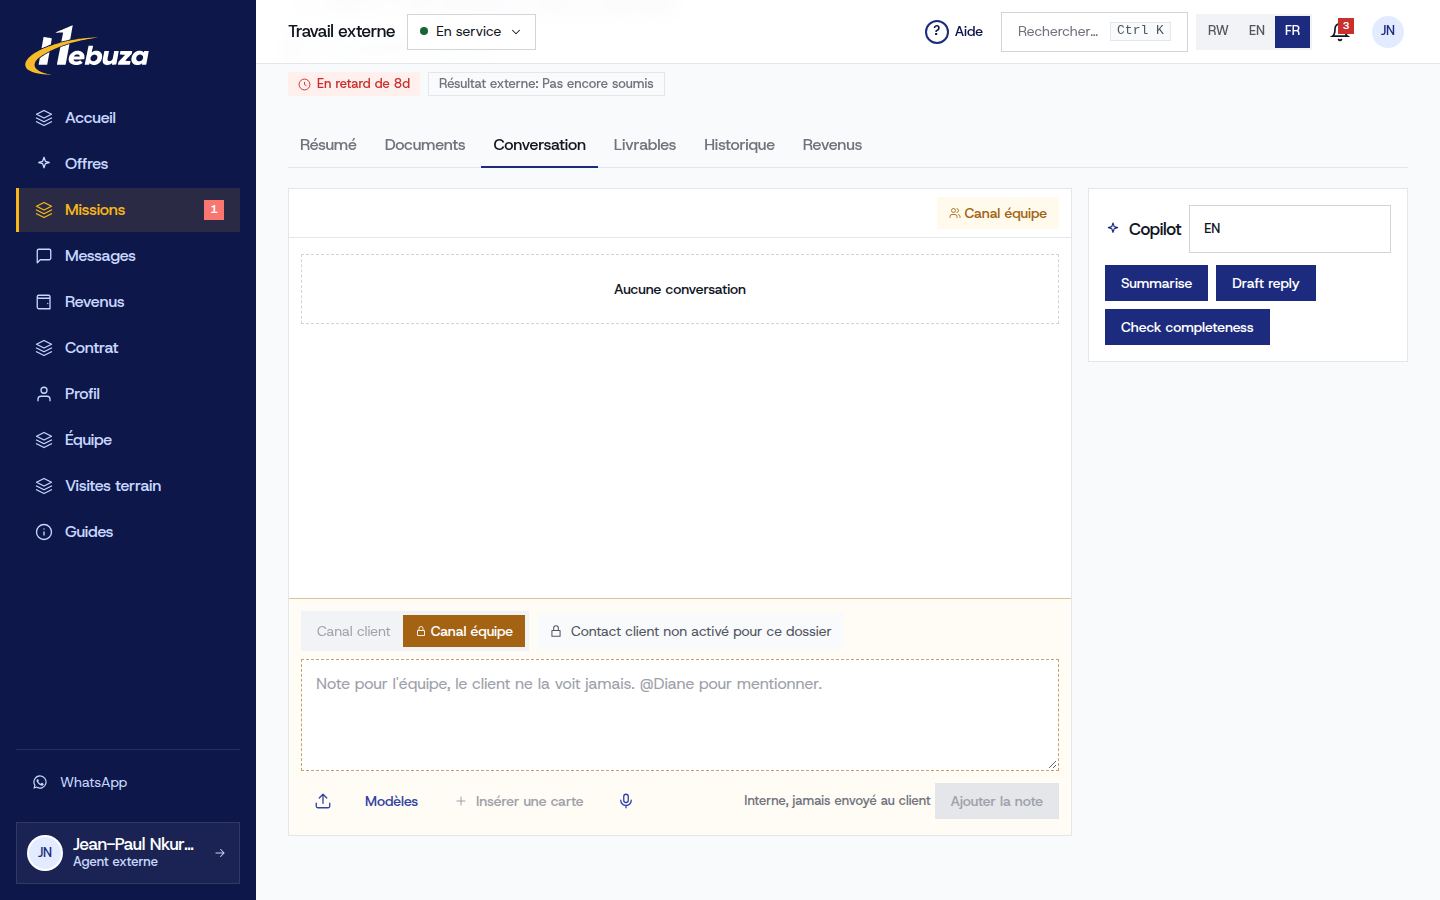 Hebuza
Accueil
Offres
Missions
1
Messages
Revenus
Contrat
Profil
Équipe
Visites terrain
Guides
WhatsApp
JN
Jean-Paul Nkur...
Agent externe
Travail externe
En service
? Aide
Rechercher... Ctrl K
RW EN FR
3
JN
En retard de 8d
Résultat externe: Pas encore soumis
Résumé Documents Conversation Livrables Historique Revenus
Canal équipe
Aucune conversation
Canal client Canal équipe Contact client non activé pour ce dossier
Note pour l'équipe, le client ne la voit jamais. @Diane pour mentionner.
Modèles + Insérer une carte Interne, jamais envoyé au client Ajouter la note
Copilot EN
Summarise Draft reply
Check completeness